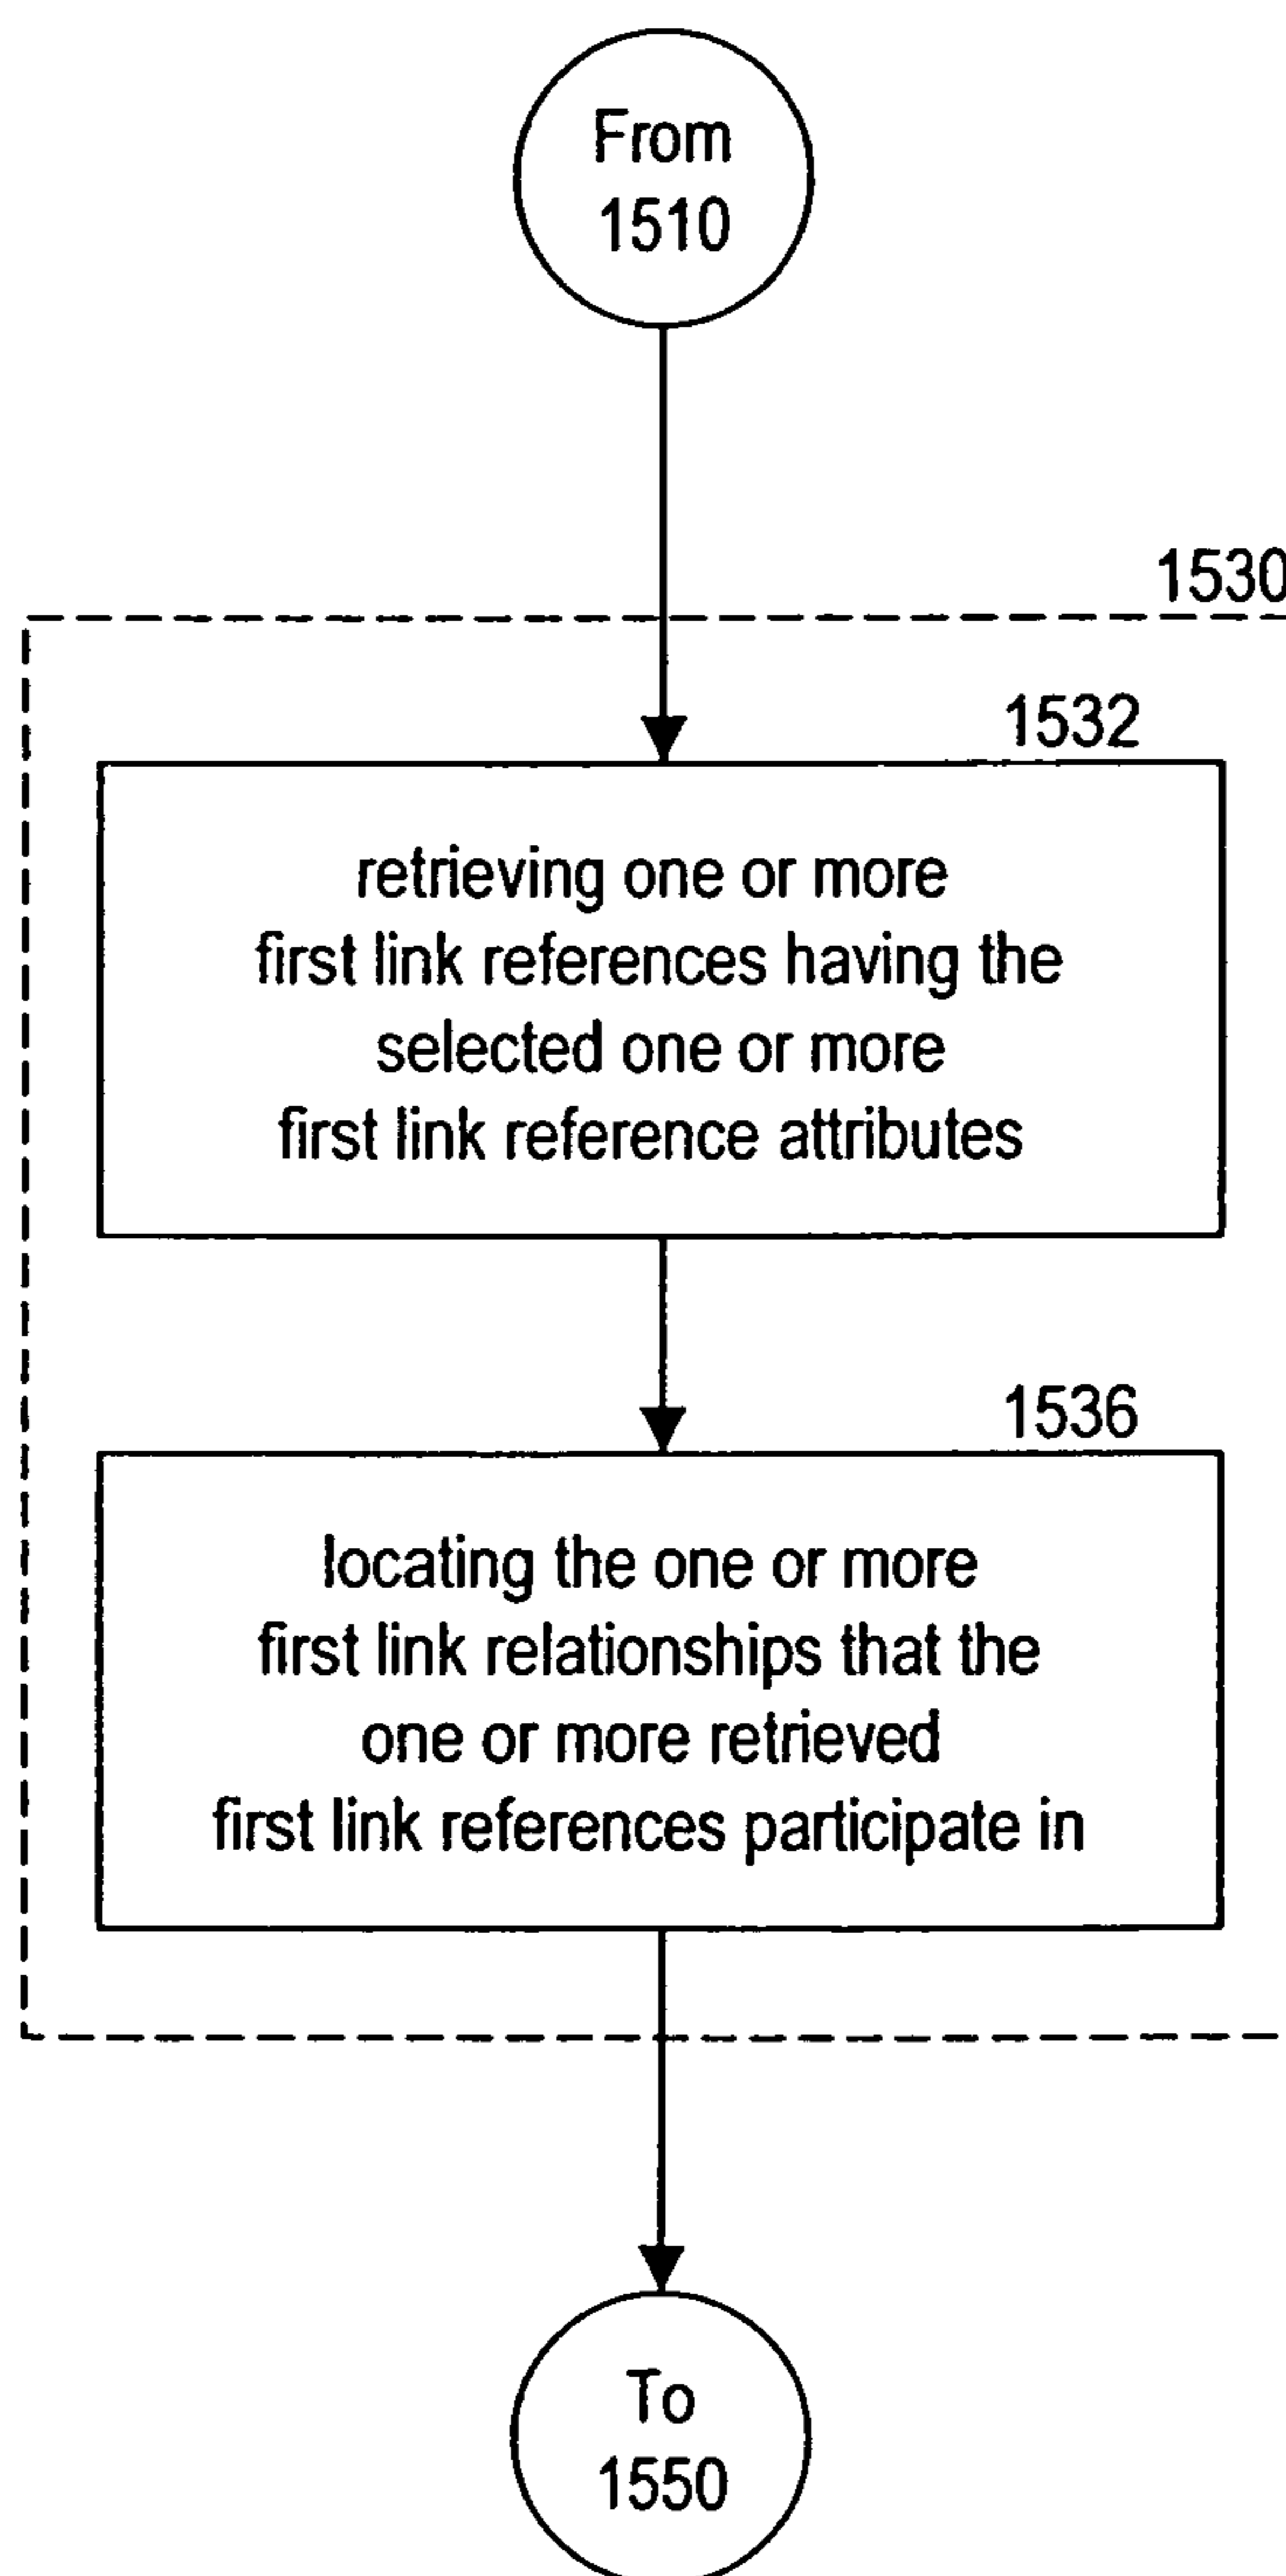 From
1510
1530
1532
retrieving one or more
first link references having the
selected one or more
first link reference attributes
1536
locating the one or more
first link relationships that the
one or more retrieved
first link references participate in
To
1550